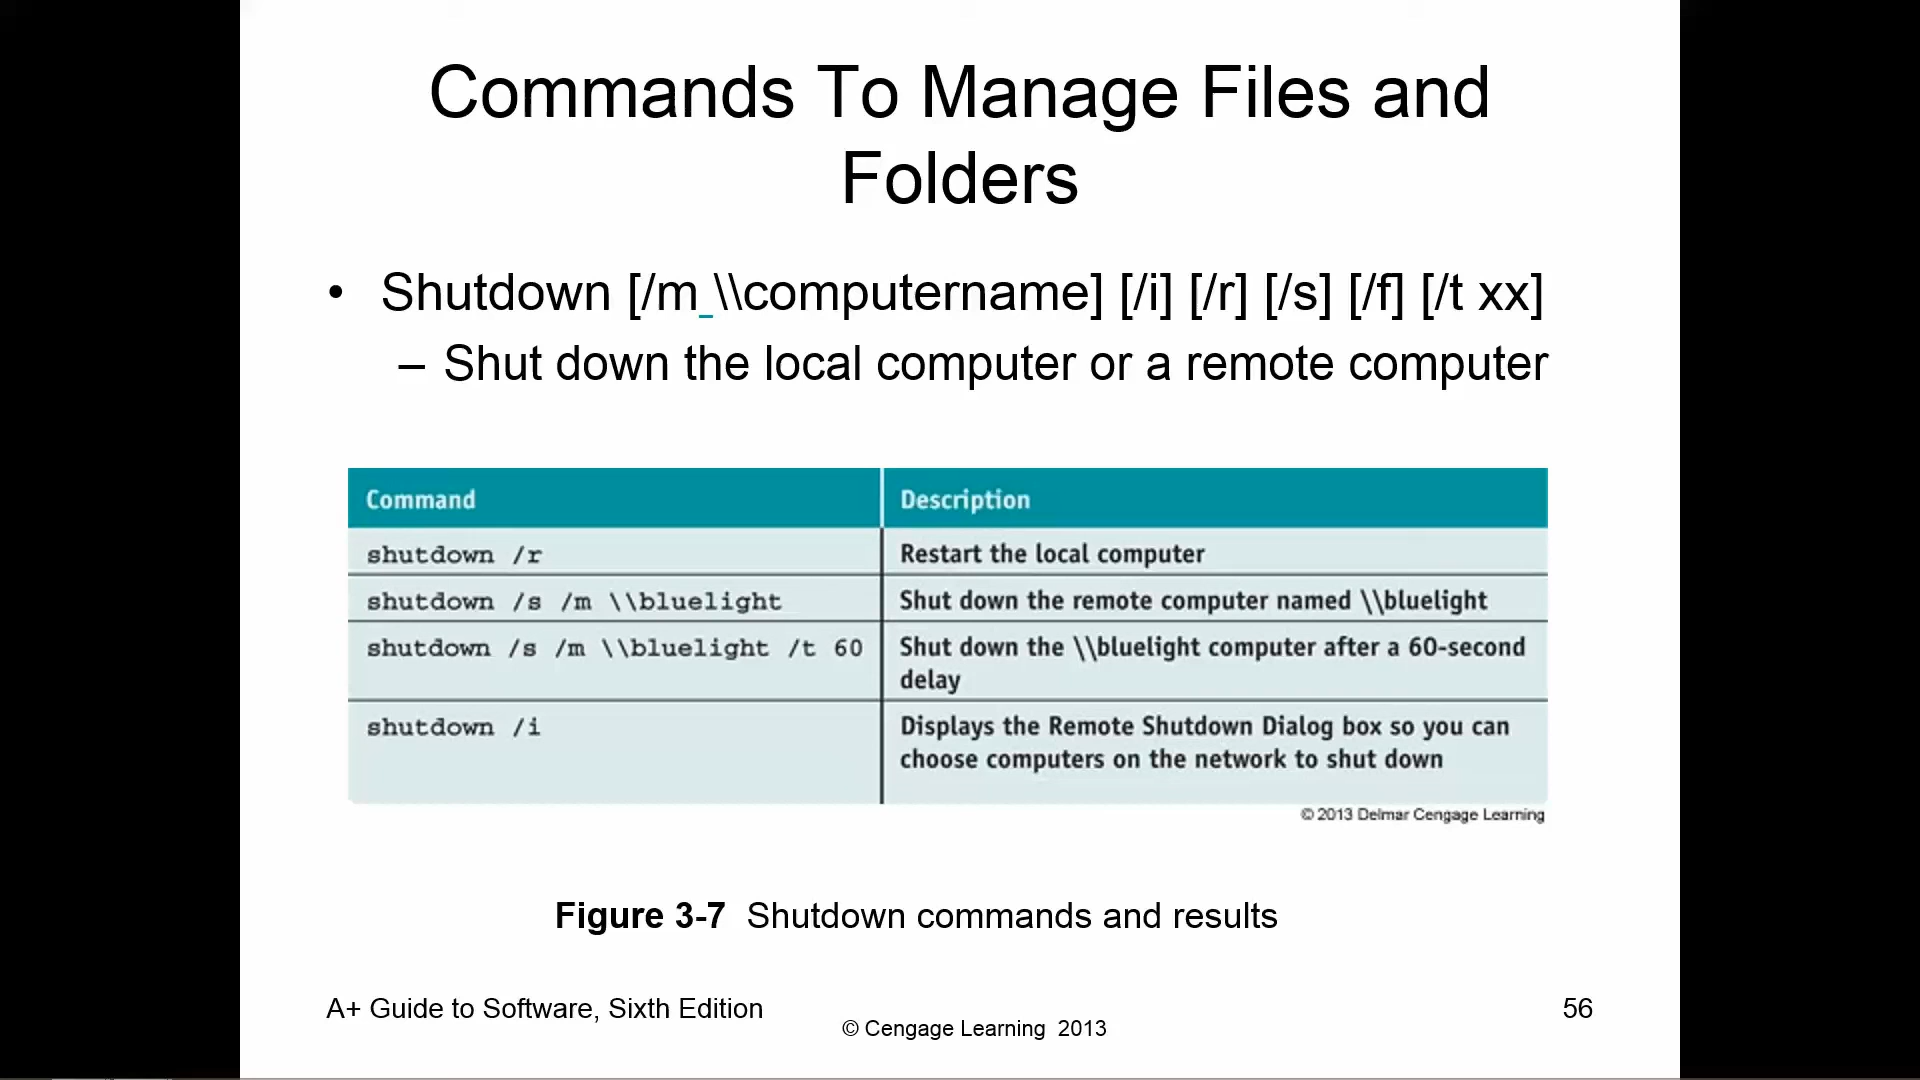 Commands To Manage Files and
Folders
• Shutdown [/m \\computername] [/i] [/r] [/s] [/f] [/t xx]
– Shut down the local computer or a remote computer
Command Description
shutdown /r Restart the local computer
shutdown /s /m \\bluelight Shut down the remote computer named \\bluelight
shutdown /s /m \\bluelight /t 60 Shut down the \\bluelight computer after a 60-second
delay
shutdown /i Displays the Remote Shutdown Dialog box so you can
choose computers on the network to shut down
© 2013 Delmar Cengage Learning
Figure 3-7 Shutdown commands and results
A+ Guide to Software, Sixth Edition 56
© Cengage Learning 2013